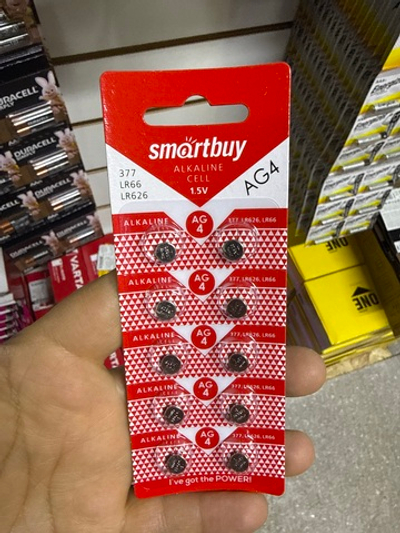 smartbuy
ALKALINE
CELL
1.5V
377
LR66
LR626
AG4
ALKALINE AG 4 377, LR626, LR66
ALKALINE AG 4 377, LR626, LR66
ALKALINE AG 4 377, LR626, LR66
ALKALINE AG 4 377, LR626, LR66
ALKALINE AG 4 377, LR626, LR66
I've got the POWER!
DURACELL
DURACELL
VARTA
ONE